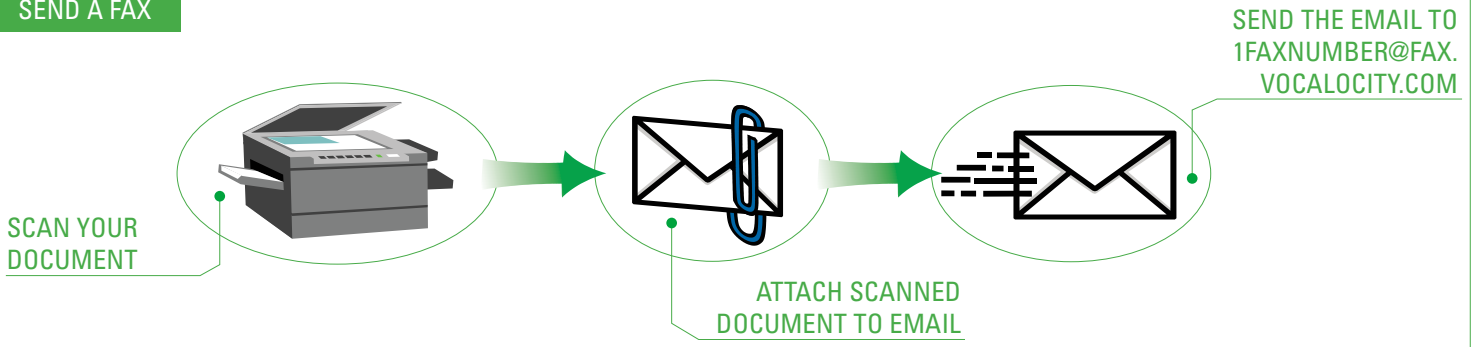 SEND A FAX
SCAN YOUR
DOCUMENT
ATTACH SCANNED
DOCUMENT TO EMAIL
SEND THE EMAIL TO
1FAXNUMBER@FAX.
VOCALOCITY.COM